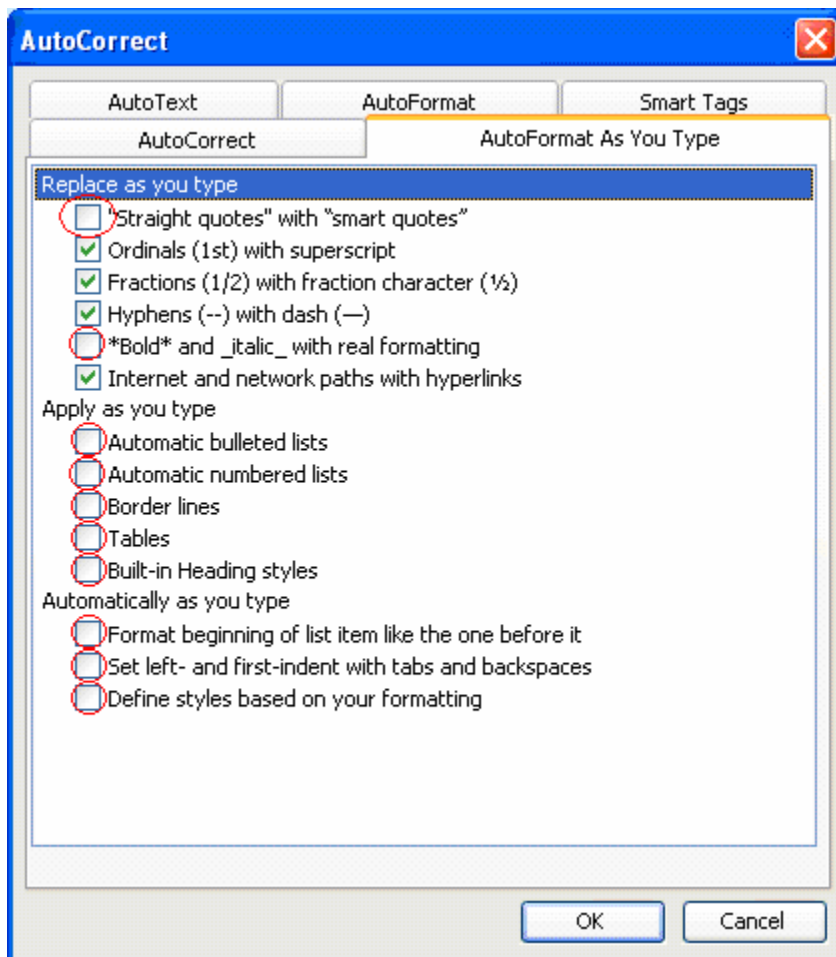 AutoCorrect
AutoText AutoFormat Smart Tags
AutoCorrect AutoFormat As You Type
Replace as you type
"Straight quotes" with “smart quotes”
Ordinals (1st) with superscript
Fractions (1/2) with fraction character (½)
Hyphens (--) with dash (—)
*Bold* and _italic_ with real formatting
Internet and network paths with hyperlinks
Apply as you type
Automatic bulleted lists
Automatic numbered lists
Border lines
Tables
Built-in Heading styles
Automatically as you type
Format beginning of list item like the one before it
Set left- and first-indent with tabs and backspaces
Define styles based on your formatting
OK Cancel